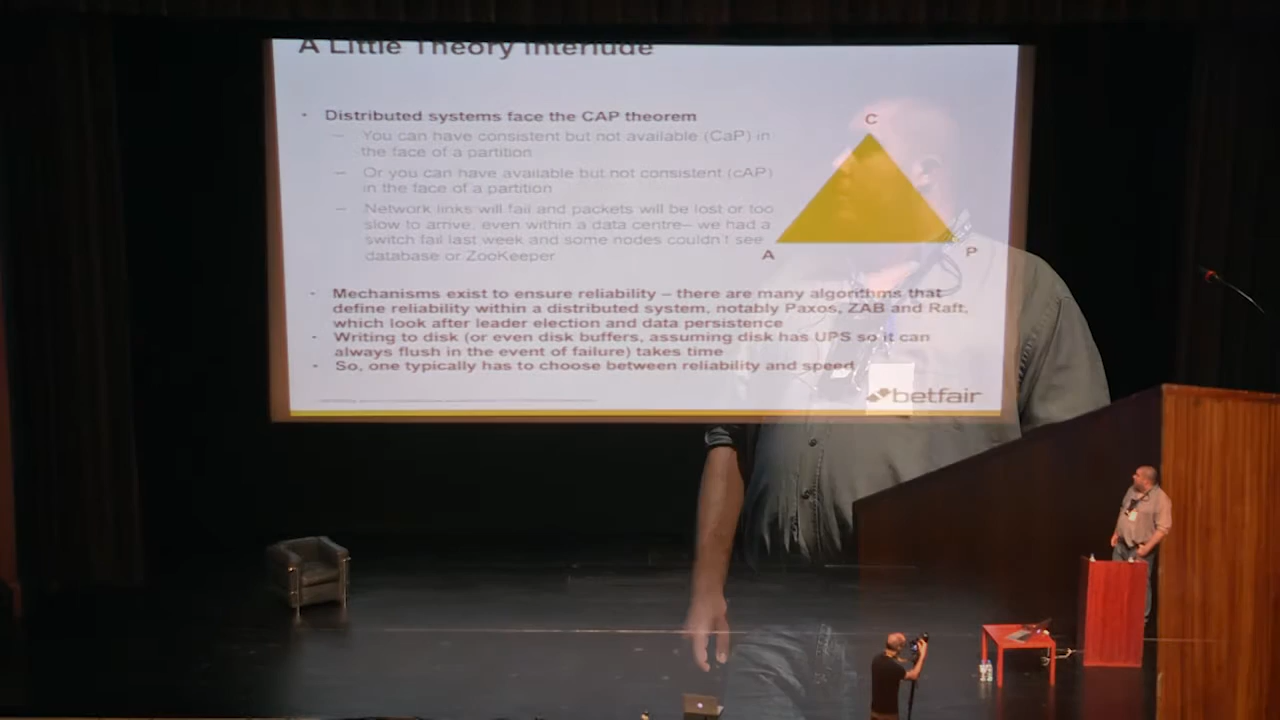 A Little Theory Interlude
• Distributed systems face the CAP theorem
– You can have consistent but not available (CaP) in
the face of a partition
– Or you can have available but not consistent (cAP)
in the face of a partition
– Network links will fail and packets will be lost or too
slow to arrive, even within a data centre– we had a
switch fail last week and some nodes couldn't see
database or ZooKeeper
C
A
P
• Mechanisms exist to ensure reliability – there are many algorithms that
define reliability within a distributed system, notably Paxos, ZAB and Raft,
which look after leader election and data persistence
• Writing to disk (or even disk buffers, assuming disk has UPS so it can
always flush in the event of failure) takes time
• So, one typically has to choose between reliability and speed
betfair